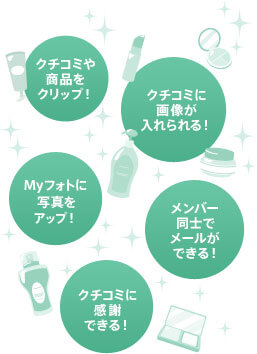 クチコミや
商品を
クリップ！
クチコミに
画像が
入れられる！
Myフォトに
写真を
アップ！
メンバー
同士で
メールが
できる！
クチコミに
感謝
できる！